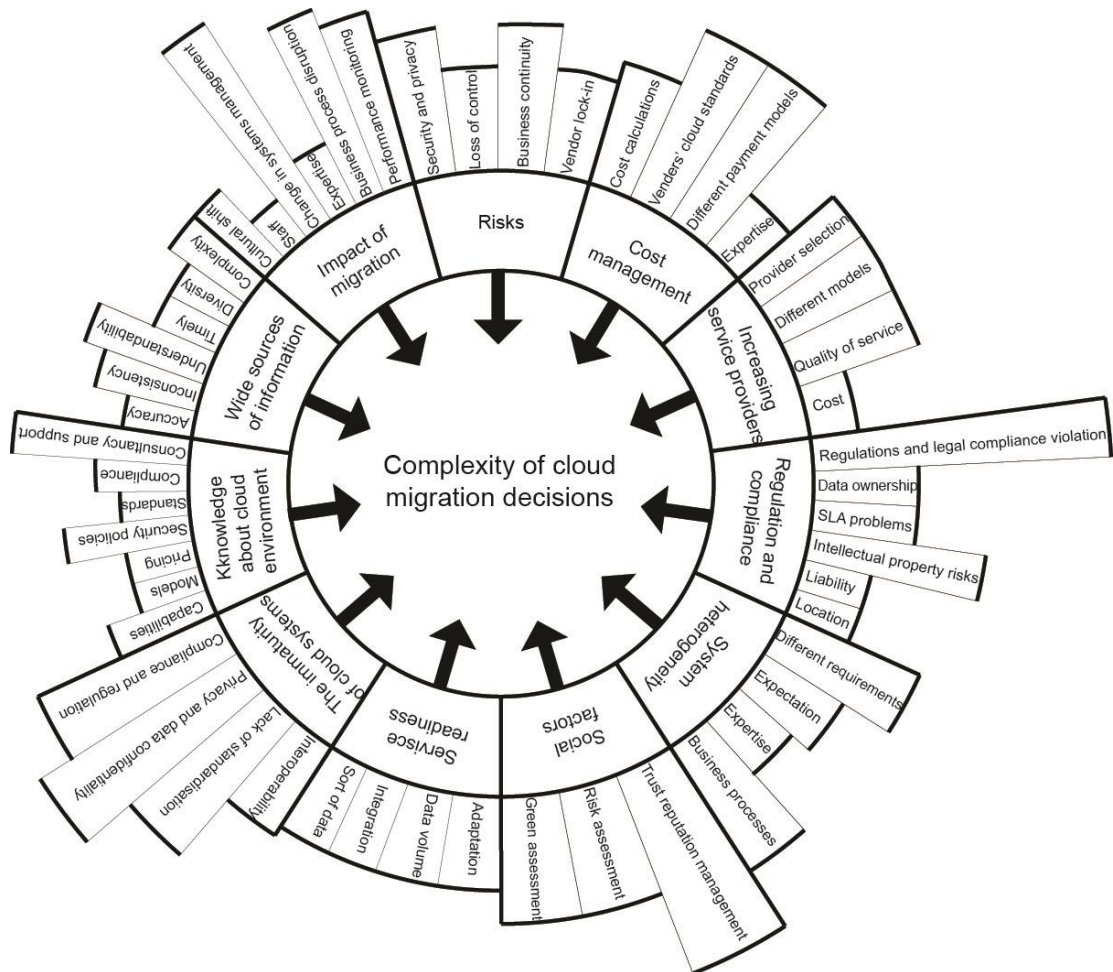 Complexity of cloud
migration decisions
Risks
Security and privacy
Loss of control
Business continuity
Vendor lock-in
Cost
management
Cost calculations
Venders' cloud standards
Different payment models
Expertise
Increasing
service providers
Provider selection
Different models
Quality of service
Cost
Regulation and
compliance
Regulations and legal compliance violation
Data ownership
SLA problems
Intellectual property risks
Liability
Location
System
heterogeneity
Different requirements
Expectation
Expertise
Business processes
Social
factors
Trust reputation management
Risk assessment
Green assessment
Servisce
readiness
Adaptation
Data volume
Integration
Sort of data
The immaturity
of cloud systems
Interoperability
Lack of standardisation
Privacy and data confidentiality
Compliance and regulation
Kknowledge
about cloud
environment
Capabilities
Models
Pricing
Security policies
Standards
Compliance
Consultancy and support
Wide sources
of information
Accuracy
Inconsistency
Understandability
Timely
Diversity
Complexity
Impact of
migration
Cultural shift
Staff
Change in systems management
Expertise
Business process disruption
Performance monitoring